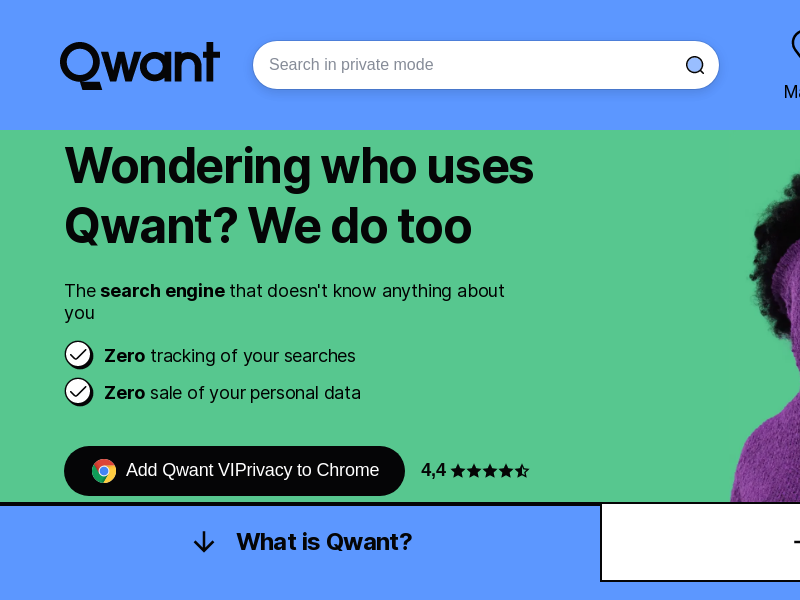 Qwant
Search in private mode
Wondering who uses
Qwant? We do too
The search engine that doesn't know anything about
you
Zero tracking of your searches
Zero sale of your personal data
Add Qwant VIPrivacy to Chrome
4,4
What is Qwant?